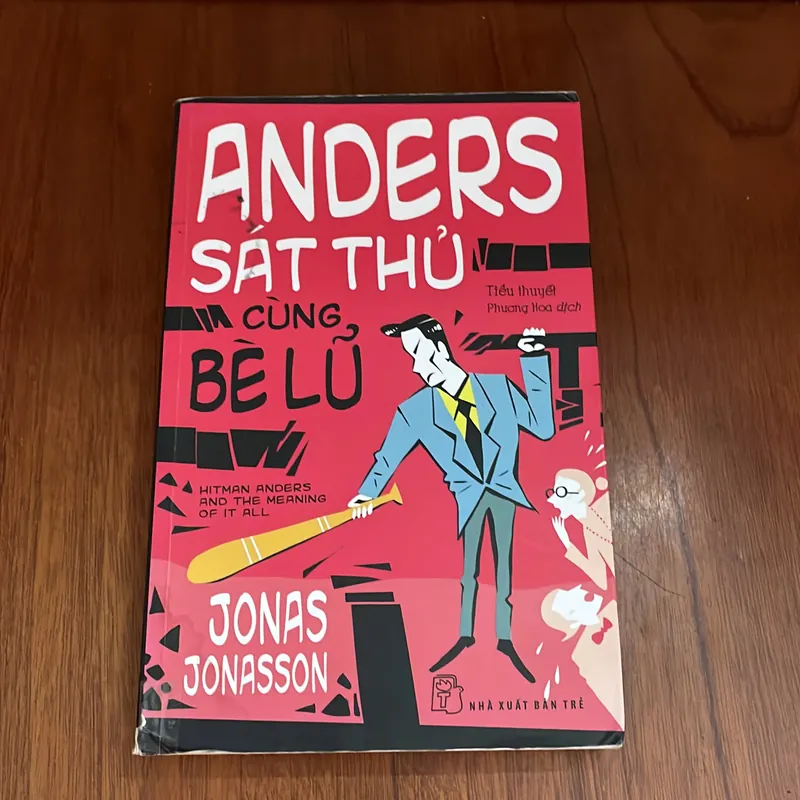 ANDERS
SÁT THỦ
Tiểu thuyết
Phương Hoa dịch
CÙNG
BÈ LŨ
HITMAN ANDERS
AND THE MEANING
OF IT ALL
JONAS
JONASSON
T
NHÀ XUẤT BẢN TRẺ